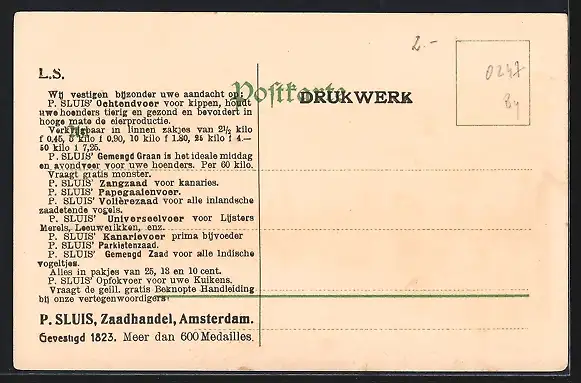 L.S.
Wij vestigen bijzonder uwe aandacht op:
P. SLUIS' Ochtendvoer voor kippen, houdt
uwe hoenders tierig en gezond en bevordert in
hooge mate de eierproductie.
Verkrijgbaar in linnen zakjes van 2½ kilo
f 0.45, 5 kilo f 0.90, 10 kilo f 1.80, 25 kilo f 4.—
50 kilo f 7,25.
P. SLUIS' Gemengd Graan is het ideale middag
en avondvoer voor uwe hoenders. Per 60 kilo.
Vraagt gratis monster.
P. SLUIS' Zangzaad voor kanaries.
P. SLUIS' Papegaaienvoer.
P. SLUIS' Volièrezaad voor alle inlandsche
zaadetende vogels.
P. SLUIS' Universeelvoer voor Lijsters
Merels, Leeuweriken, enz.
P. SLUIS' Kanarievoer prima bijvoeder
P. SLUIS' Parkietenzaad.
P. SLUIS' Gemengd Zaad voor alle Indische
vogeltjes.
Alles in pakjes van 25, 13 en 10 cent.
P. SLUIS' Opfokvoer voor uwe Kuikens.
Vraagt de geïll. gratis Beknopte Handleiding
bij onze vertegenwoordigers
P. SLUIS, Zaadhandel, Amsterdam.
Gevestigd 1823. Meer dan 600 Medailles.
Postkarte
DRUKWERK
2.-
0247